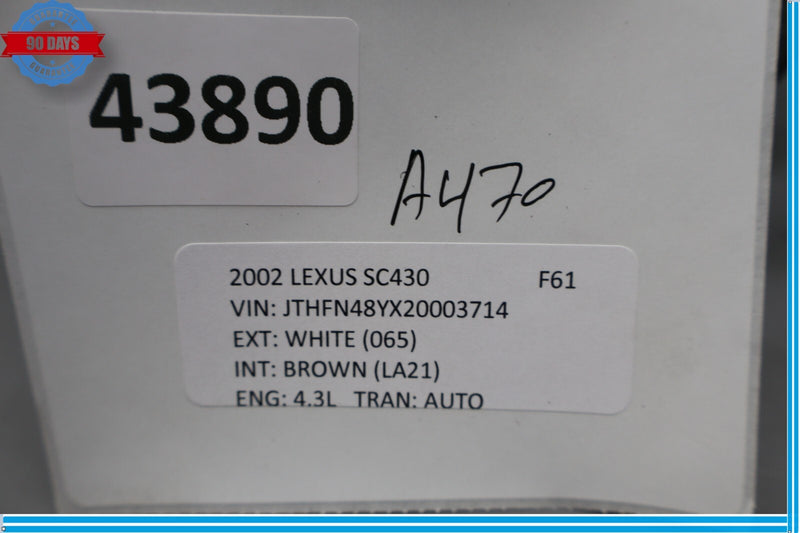 GUARANTEE
90 DAYS
43890
A470
2002 LEXUS SC430 F61
VIN: JTHFN48YX20003714
EXT: WHITE (065)
INT: BROWN (LA21)
ENG: 4.3L TRAN: AUTO